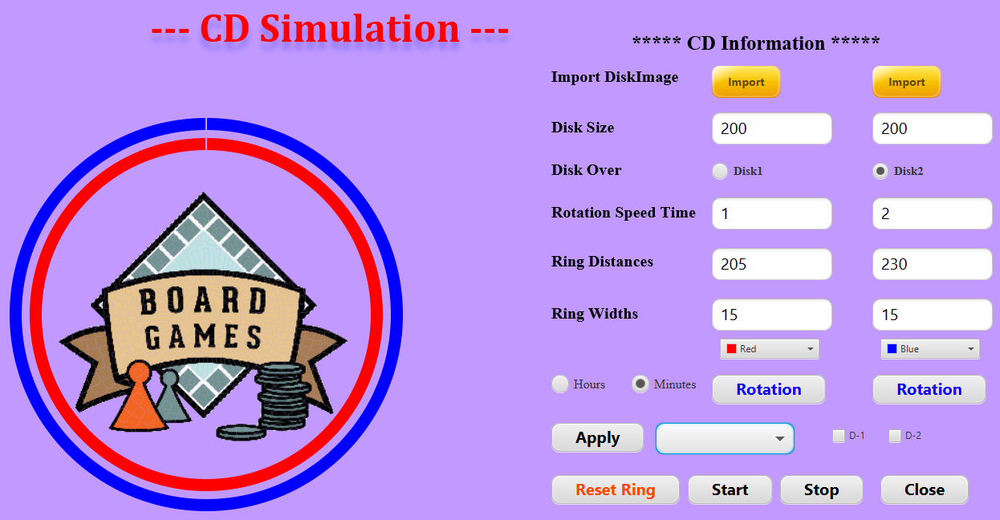 --- CD Simulation ---
***** CD Information *****
Import DiskImage Import Import
Disk Size 200 200
Disk Over Disk1 Disk2
Rotation Speed Time 1 2
Ring Distances 205 230
BOARD
GAMES
Ring Widths 15 15
Red Blue
Hours Minutes Rotation Rotation
Apply D-1 D-2
Reset Ring Start Stop Close